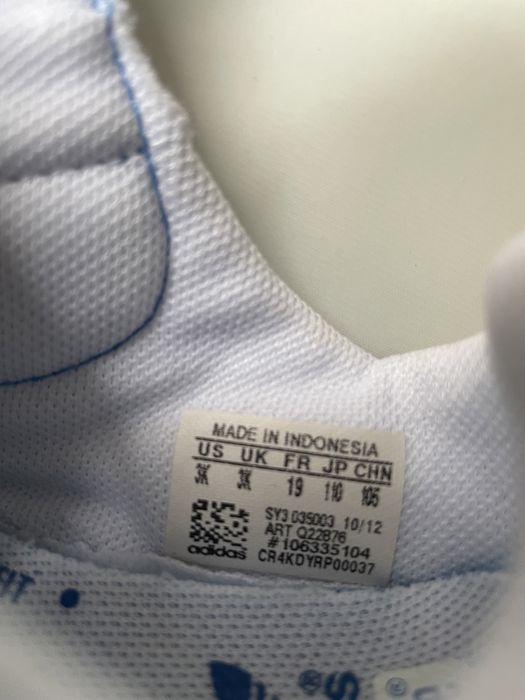 MADE IN INDONESIA
US UK FR JP CHN
3K 3K 19 110 105
SY3 035003 10/12
ART Q22876
#106335104
adidas CR4KDYRP00037